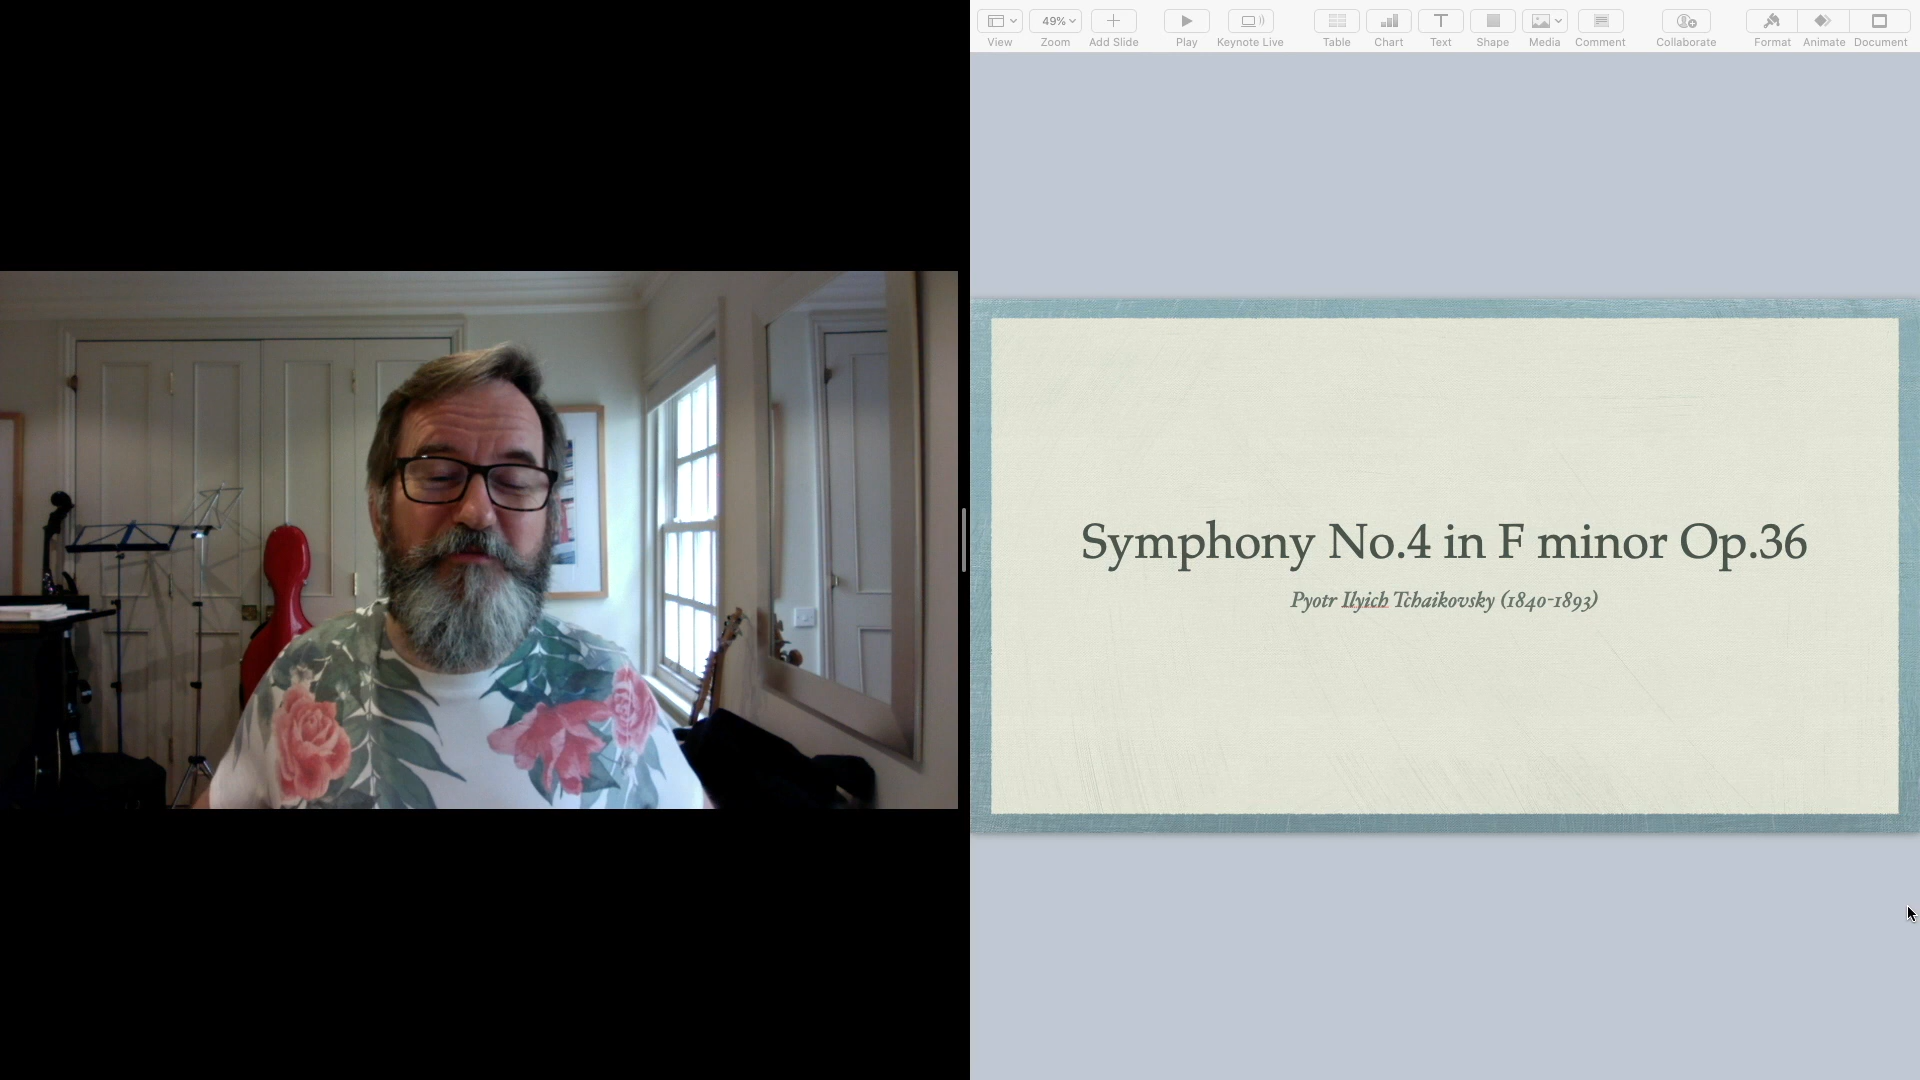 49%
View
Zoom
Add Slide
Play
Keynote Live
Table
Chart
Text
Shape
Media
Comment
Collaborate
Format
Animate
Document
Symphony No.4 in F minor Op.36
Pyotr Ilyich Tchaikovsky (1840-1893)